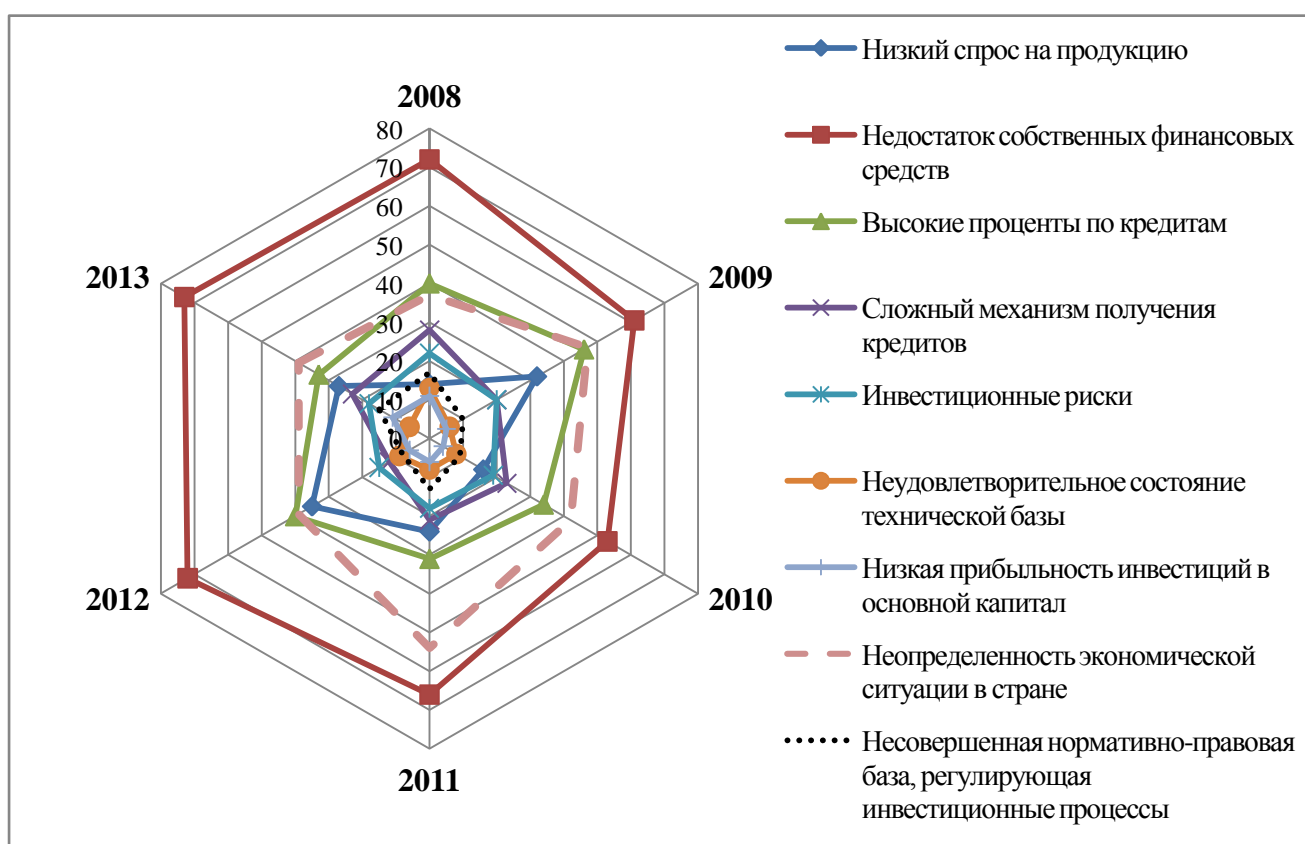 2008
80
70
60
50
40
30
20
10
0
2009
2010
2011
2012
2013
Низкий спрос на продукцию
Недостаток собственных финансовых
средств
Высокие проценты по кредитам
Сложный механизм получения
кредитов
Инвестиционные риски
Неудовлетворительное состояние
технической базы
Низкая прибыльность инвестиций в
основной капитал
Неопределенность экономической
ситуации в стране
Несовершенная нормативно-правовая
база, регулирующая
инвестиционные процессы